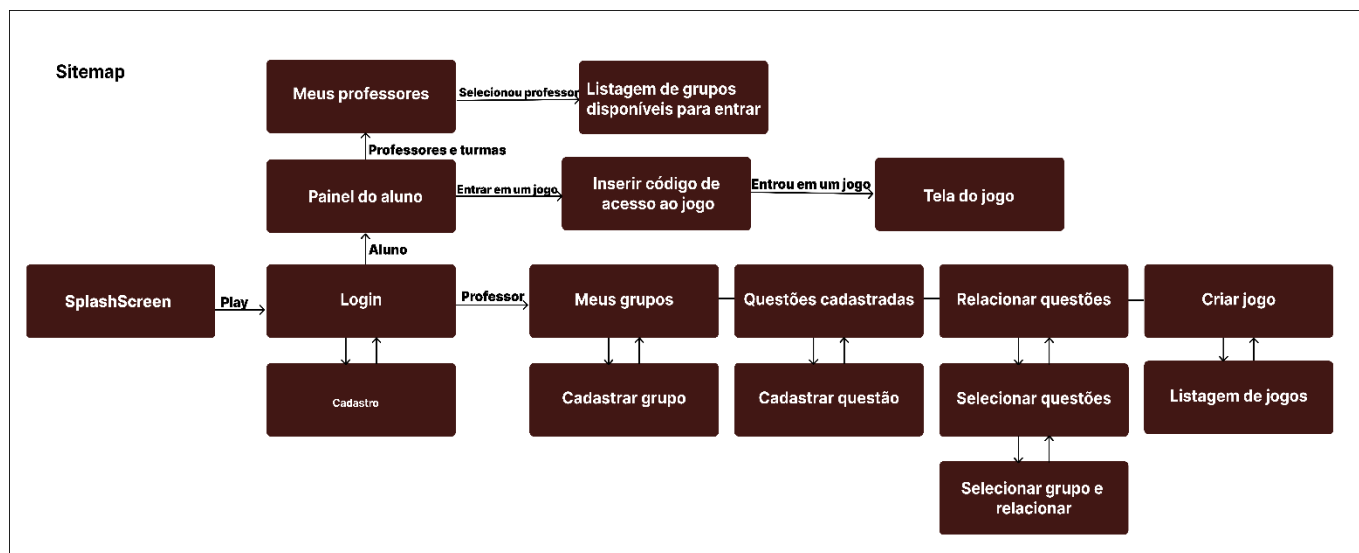 Sitemap
Meus professores
Selecionou professor
Listagem de grupos
disponíveis para entrar
Professores e turmas
Painel do aluno
Entrar em um jogo
Inserir código de
acesso ao jogo
Entrou em um jogo
Tela do jogo
Aluno
SplashScreen
Play
Login
Professor
Meus grupos
Questões cadastradas
Relacionar questões
Criar jogo
Cadastro
Cadastrar grupo
Cadastrar questão
Selecionar questões
Listagem de jogos
Selecionar grupo e
relacionar